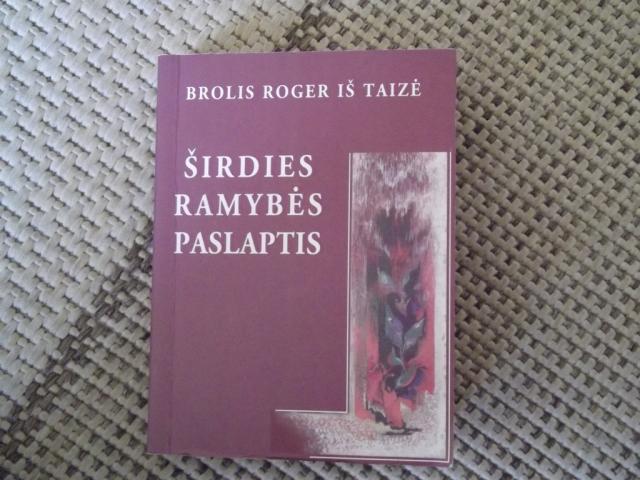 BROLIS ROGER IŠ TAIZĖ
ŠIRDIES
RAMYBĖS
PASLAPTIS